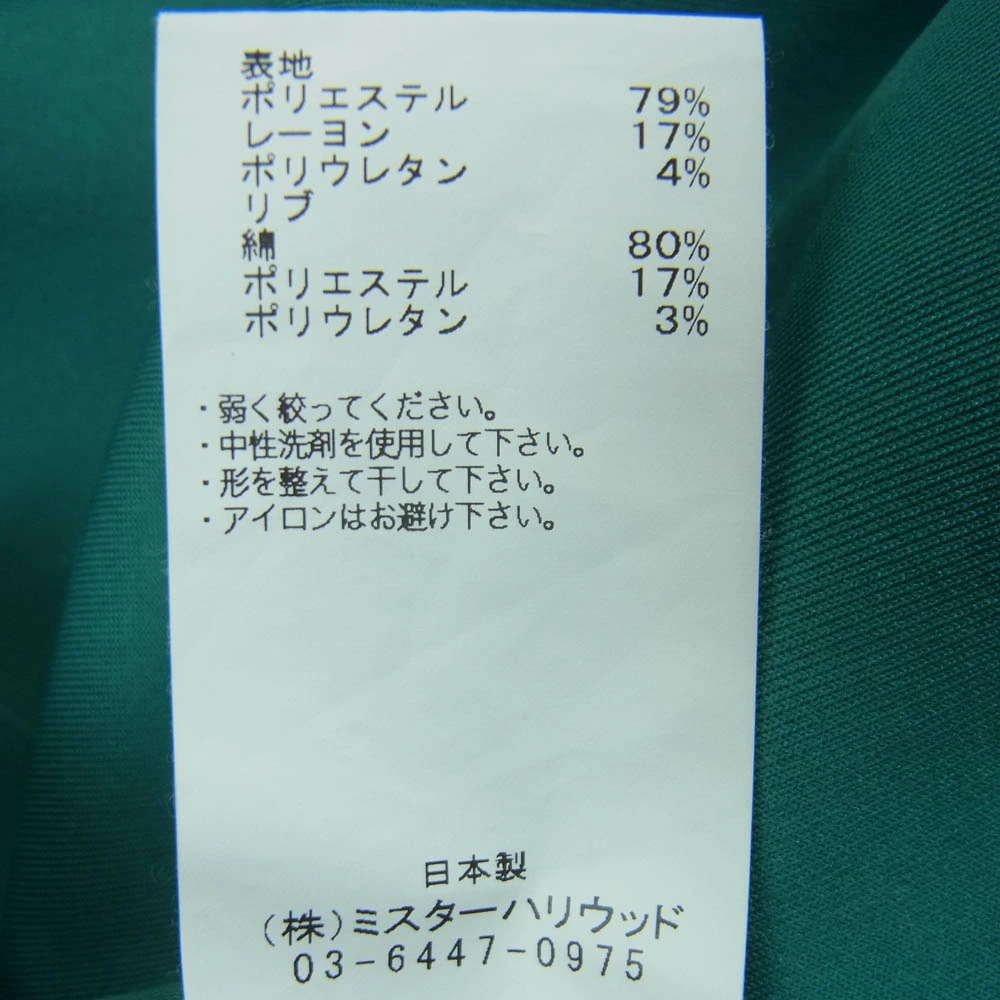 表地
ポリエステル 79%
レーヨン 17%
ポリウレタン 4%
リブ
綿 80%
ポリエステル 17%
ポリウレタン 3%
・弱く絞ってください。
・中性洗剤を使用して下さい。
・形を整えて干して下さい。
・アイロンはお避け下さい。
日本製
(株)ミスターハリウッド
03-6447-0975